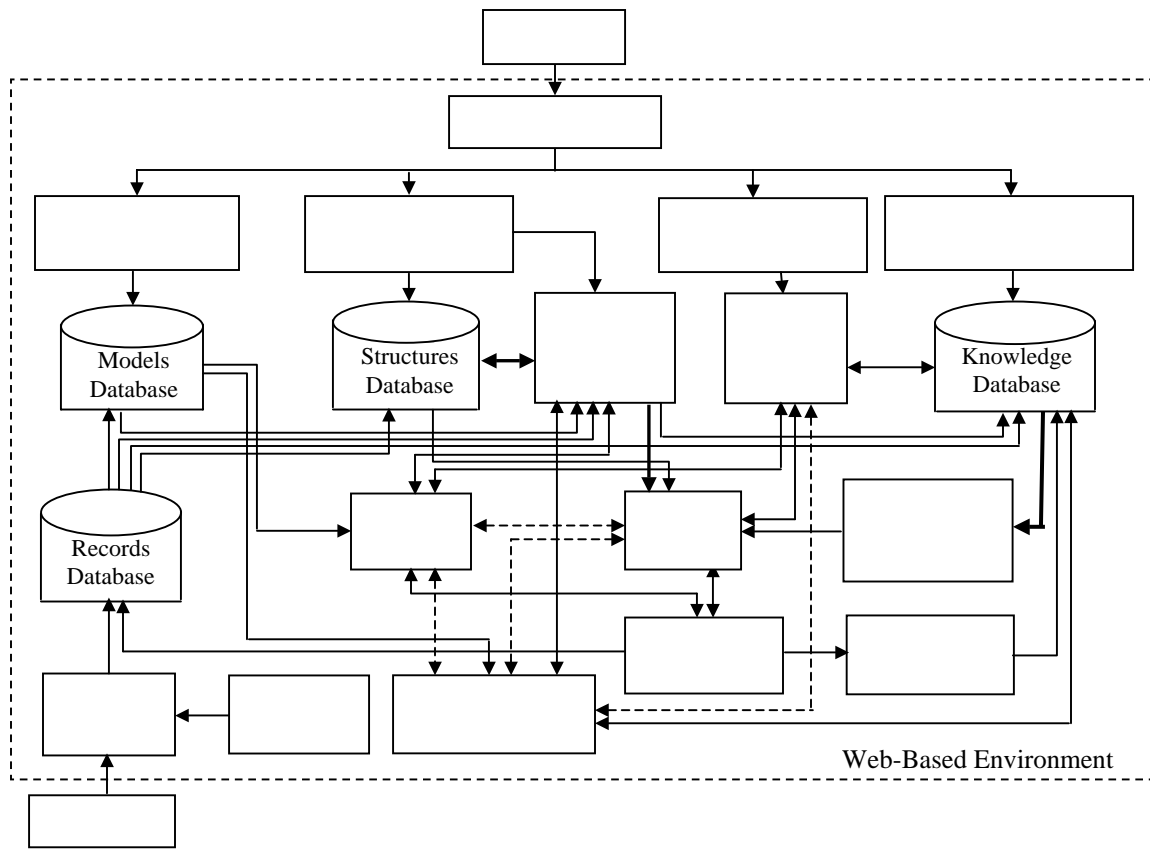 Models
Database
Structures
Database
Knowledge
Database
Records
Database
Web-Based Environment